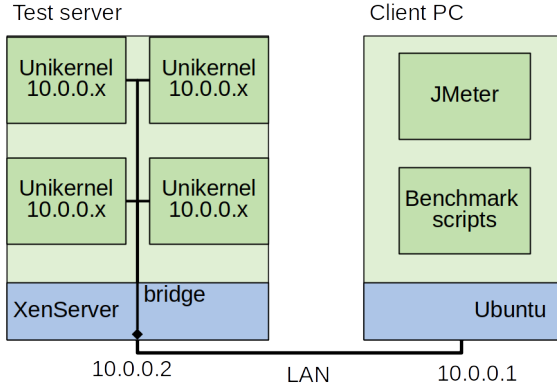 Test server
Client PC
Unikernel
10.0.0.x
Unikernel
10.0.0.x
JMeter
Unikernel
10.0.0.x
Unikernel
10.0.0.x
Benchmark
scripts
XenServer
bridge
Ubuntu
10.0.0.2
LAN
10.0.0.1